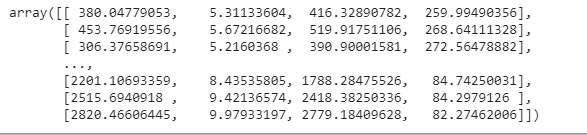 array([[ 380.04779053,    5.31133604,  416.32890782,  259.99490356],
       [ 453.76919556,    5.67216682,  519.91751106,  268.64111328],
       [ 306.37658691,    5.2160368 ,  390.90001581,  272.56478882],
       ...,
       [2201.10693359,    8.43535805, 1788.28475526,   84.74250031],
       [2515.6940918 ,    9.42136574, 2418.38250336,   84.2979126 ],
       [2820.46606445,    9.97933197, 2779.18409628,   82.27462006]])